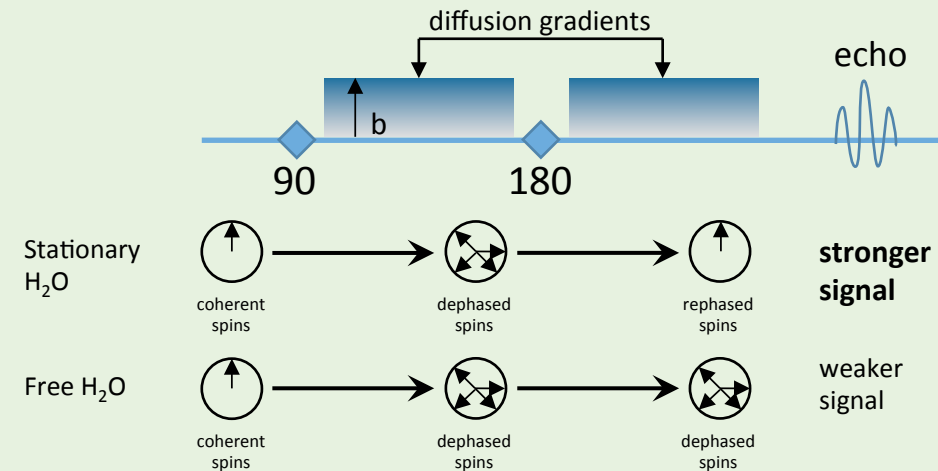 diffusion gradients
echo
b
90
180
Stationary
H₂O
coherent
spins
dephased
spins
rephased
spins
stronger
signal
Free H₂O
coherent
spins
dephased
spins
dephased
spins
weaker
signal